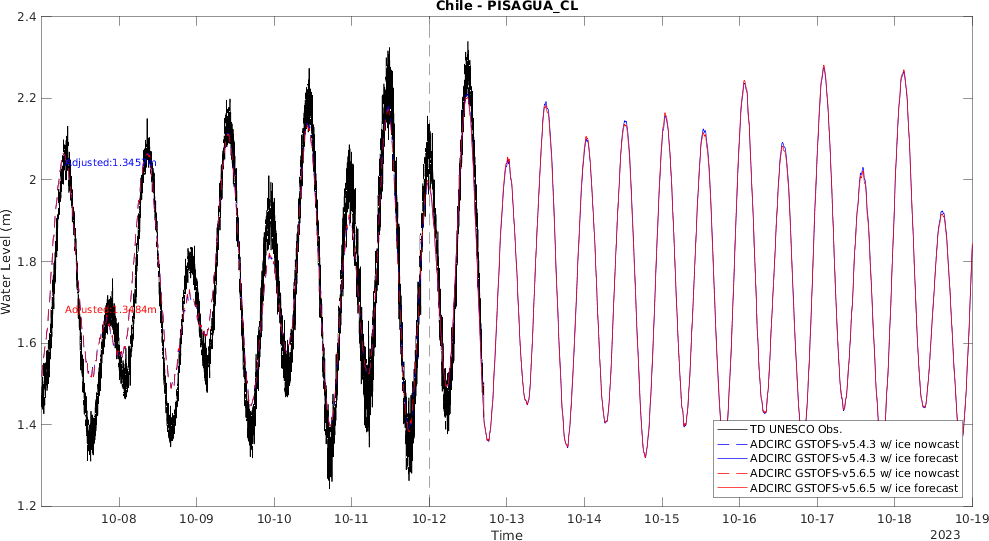 Chile - PISAGUA_CL
2.4
2.2
2
1.8
1.6
1.4
1.2
Water Level (m)
Adjusted:1.3484m
10-08
10-09
10-10
10-11
10-12
10-13
10-14
10-15
10-16
10-17
10-18
10-19
Time
2023
TD UNESCO Obs.
ADCIRC GSTOFS-v5.4.3 w/ ice nowcast
ADCIRC GSTOFS-v5.4.3 w/ ice forecast
ADCIRC GSTOFS-v5.6.5 w/ ice nowcast
ADCIRC GSTOFS-v5.6.5 w/ ice forecast